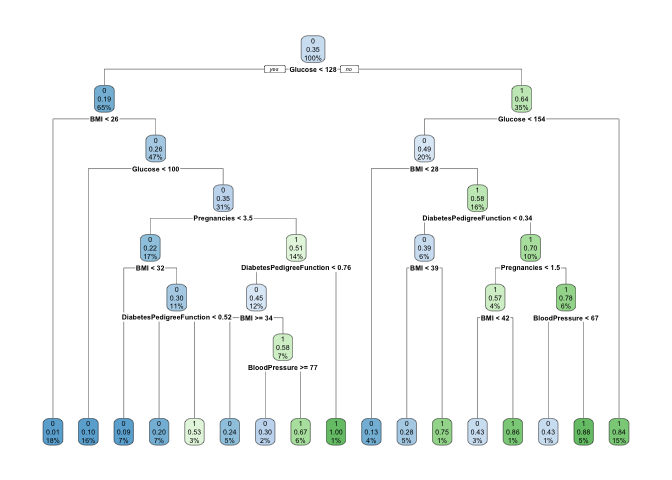 0
0.35
100%
yes Glucose < 128 no
0
0.19
65%
1
0.64
35%
BMI < 26
Glucose < 154
0
0.26
47%
0
0.49
20%
Glucose < 100
BMI < 28
0
0.35
31%
1
0.58
16%
Pregnancies < 3.5
DiabetesPedigreeFunction < 0.34
0
0.22
17%
1
0.51
14%
0
0.39
6%
1
0.70
10%
BMI < 32
DiabetesPedigreeFunction < 0.76
BMI < 39
Pregnancies < 1.5
0
0.30
11%
0
0.45
12%
1
0.57
4%
1
0.78
6%
DiabetesPedigreeFunction < 0.52
BMI >= 34
BMI < 42
BloodPressure < 67
1
0.58
7%
BloodPressure >= 77
0 0 0 0 1 0 0 1 1 0 0 1 0 1 0 1 1
0.01 0.10 0.09 0.20 0.53 0.24 0.30 0.67 1.00 0.13 0.28 0.75 0.43 0.86 0.43 0.88 0.84
18% 16% 7% 7% 3% 5% 2% 6% 1% 4% 5% 1% 3% 1% 1% 5% 15%